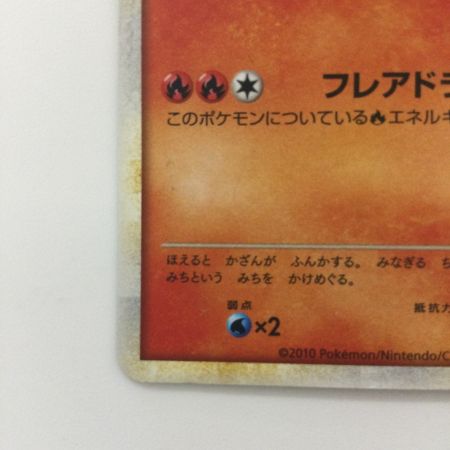 フレアドラ
このポケモンについている エネルギ
ほえると かざんが ふんかする。 みなぎる ち
みちという みちを かけめぐる。
弱点
抵抗力
×2
©2010 Pokémon/Nintendo/C